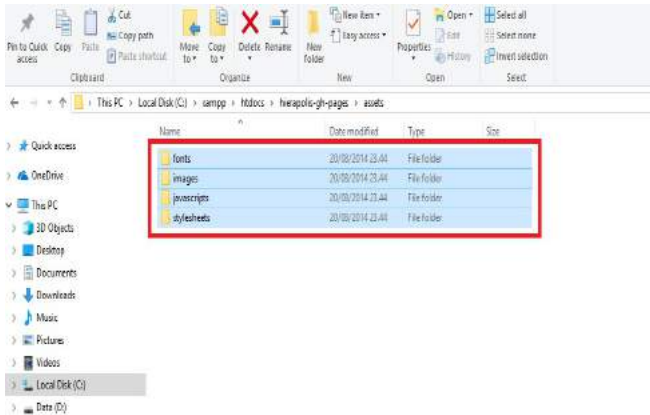 Cut
Copy path
Paste shortcut
Pin to Quick access
Copy
Paste
Move to
Copy to
Delete
Rename
New folder
New item
Easy access
Properties
Open
Edit
History
Select all
Select none
Invert selection
Clipboard
Organize
New
Open
Select
This PC > Local Disk (C:) > xampp > htdocs > hierapolis-gh-pages > assets
Name Date modified Type Size
Quick access
OneDrive
This PC
3D Objects
Desktop
Documents
Downloads
Music
Pictures
Videos
Local Disk (C:)
Data (D:)
fonts 20/08/2014 23.44 File folder
images 20/08/2014 23.44 File folder
javascripts 20/08/2014 23.44 File folder
stylesheets 20/08/2014 23.44 File folder